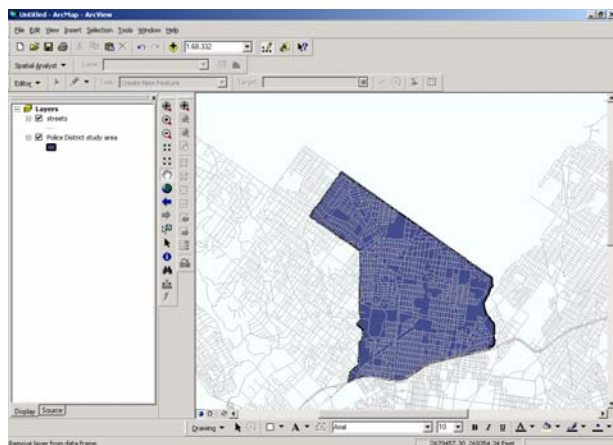 Untitled - ArcMap - ArcView
File Edit View Insert Selection Tools Window Help
1:68,332
Spatial Analyst Layer:
Editor Task: Create New Feature Target:
Layers
streets
Police District study area
Display Source
Drawing A Arial 10 B I U A
Remove layer from data frame